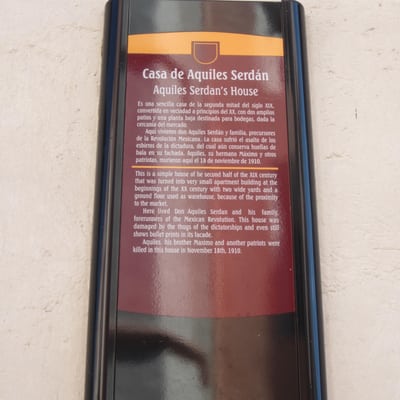 Casa de Aquiles Serdán
Aquiles Serdan's House
Es una sencilla casa de la segunda mitad del siglo XIX,
convertida en vecindad a principios del XX, con dos amplios
patios y una planta baja destinada para bodegas, dada la
cercanía del mercado.
Aquí vivieron don Aquiles Serdán y familia, precursores
de la Revolución Mexicana. La casa sufrió el asalto de los
esbirros de la dictadura, del cual aún conserva huellas de
bala en su fachada. Aquiles, su hermano Máximo y otros
patriotas, murieron aquí el 18 de noviembre de 1910.
This is a simple house of he second half of the XIX century
that was turned into very small apartment building at the
beginnings of the XX century with two wide yards and a
ground floor used as warehouse, because of the proximity
to the market.
Here lived Don Aquiles Serdan and his family,
forerunners of the Mexican Revolution. This house was
damaged by the thugs of the dictatorships and even still
shows bullet prints in its facade.
Aquiles, his brother Maximo and another patriots were
killed in this house in November 18th, 1910.